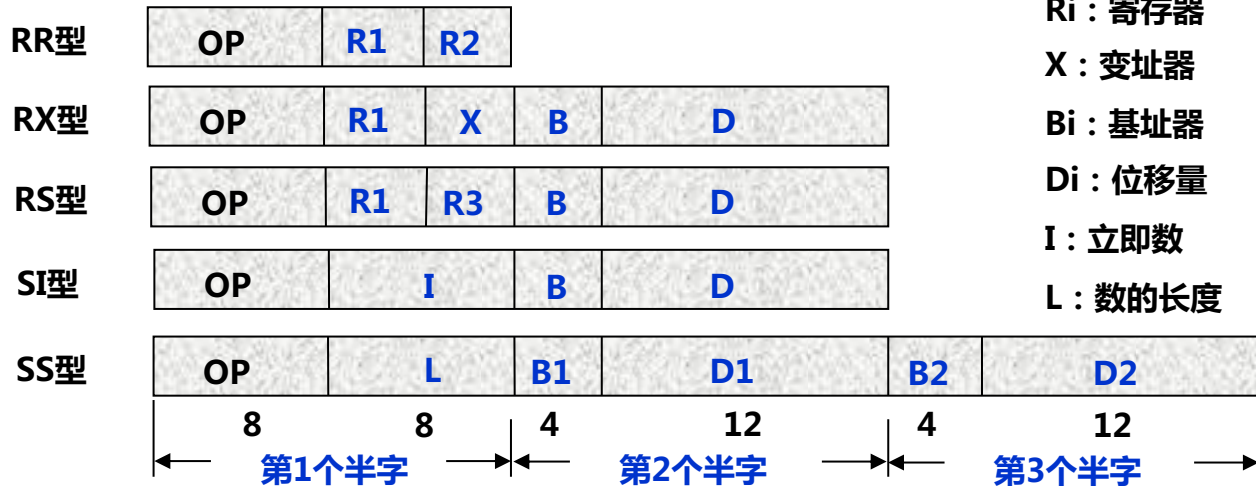 Ri：寄存器
RR型 OP R1 R2
X：变址器
RX型 OP R1 X B D
Bi：基址器
Di：位移量
RS型 OP R1 R3 B D
I：立即数
SI型 OP I B D
L：数的长度
SS型 OP L B1 D1 B2 D2
8 8 4 12 4 12
第1个半字 第2个半字 第3个半字